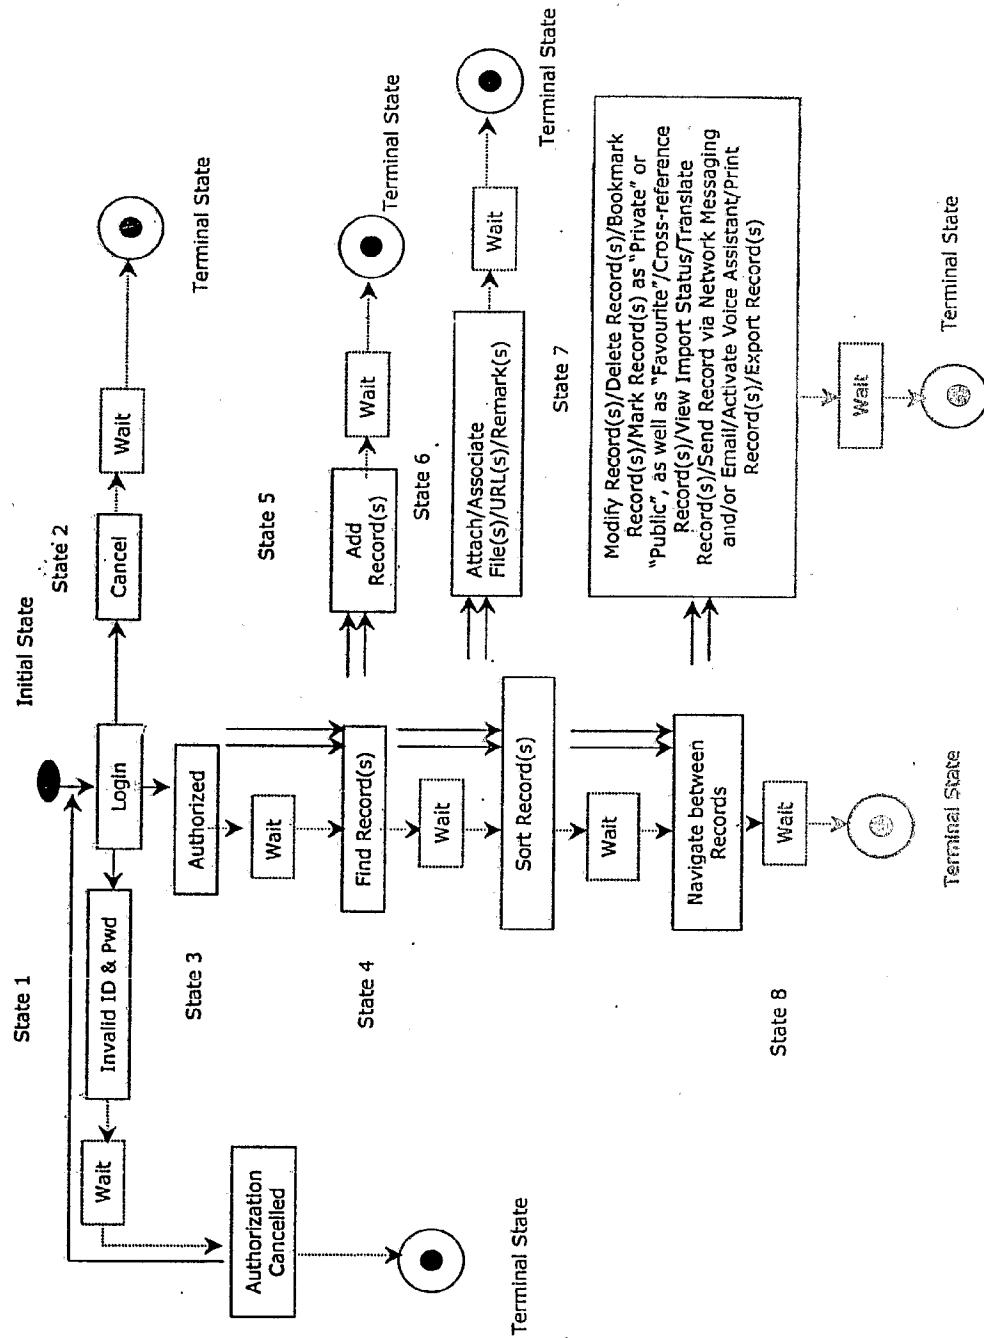 State 1
Initial State
State 2
Wait
Invalid ID & Pwd
LogIn
Cancel
Wait
State 3
Authorized
Terminal State
Authorization
Cancelled
Wait
State 5
State 4
Find Record(s)
Add
Record(s)
Wait
Terminal State
State 6
Wait
Attach/Associate
File(s)/URL(s)/Remark(s)
Wait
Terminal State
Sort Record(s)
Terminal State
State 7
Wait
Modify Record(s)/Delete Record(s)/Bookmark
Record(s)/Mark Record(s) as "Private" or
"Public", as well as "Favourite"/Cross-reference
Record(s)/View Import Status/Translate
Record(s)/Send Record via Network Messaging
and/or Email/Activate Voice Assistant/Print
Record(s)/Export Record(s)
Navigate between
Records
State 8
Wait
Wait
Terminal State
Terminal State